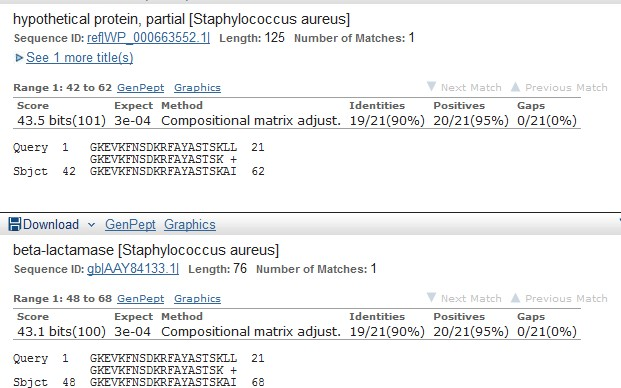 hypothetical protein, partial [Staphylococcus aureus]
Sequence ID: ref|WP_000663552.1| Length: 125 Number of Matches: 1
See 1 more title(s)
Range 1: 42 to 62 GenPept Graphics Next Match Previous Match
Score Expect Method Identities Positives Gaps
43.5 bits(101) 3e-04 Compositional matrix adjust. 19/21(90%) 20/21(95%) 0/21(0%)
Query 1 GKEVKFNSDKRFAYASTSKLL 21
GKEVKFNSDKRFAYASTSK +
Sbjct 42 GKEVKFNSDKRFAYASTSKAI 62
Download GenPept Graphics
beta-lactamase [Staphylococcus aureus]
Sequence ID: gb|AAY84133.1| Length: 76 Number of Matches: 1
Range 1: 48 to 68 GenPept Graphics Next Match Previous Match
Score Expect Method Identities Positives Gaps
43.1 bits(100) 3e-04 Compositional matrix adjust. 19/21(90%) 20/21(95%) 0/21(0%)
Query 1 GKEVKFNSDKRFAYASTSKLL 21
GKEVKFNSDKRFAYASTSK +
Sbjct 48 GKEVKFNSDKRFAYASTSKAI 68